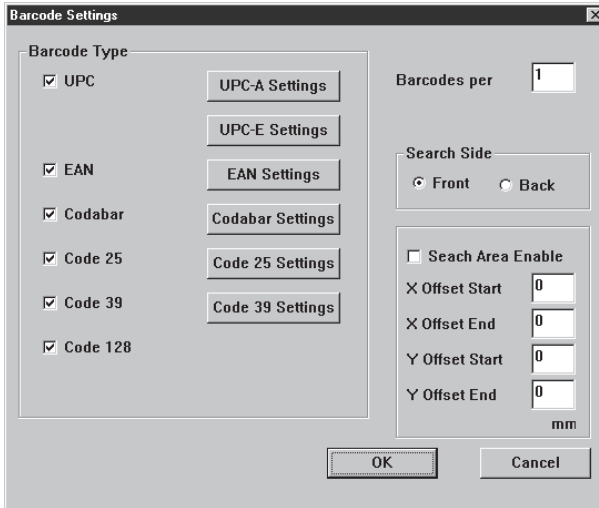 Barcode Settings
Barcode Type
UPC
UPC-A Settings
UPC-E Settings
EAN
EAN Settings
Codabar
Codabar Settings
Code 25
Code 25 Settings
Code 39
Code 39 Settings
Code 128
Barcodes per
1
Search Side
Front
Back
Seach Area Enable
X Offset Start
0
X Offset End
0
Y Offset Start
0
Y Offset End
0
mm
OK
Cancel